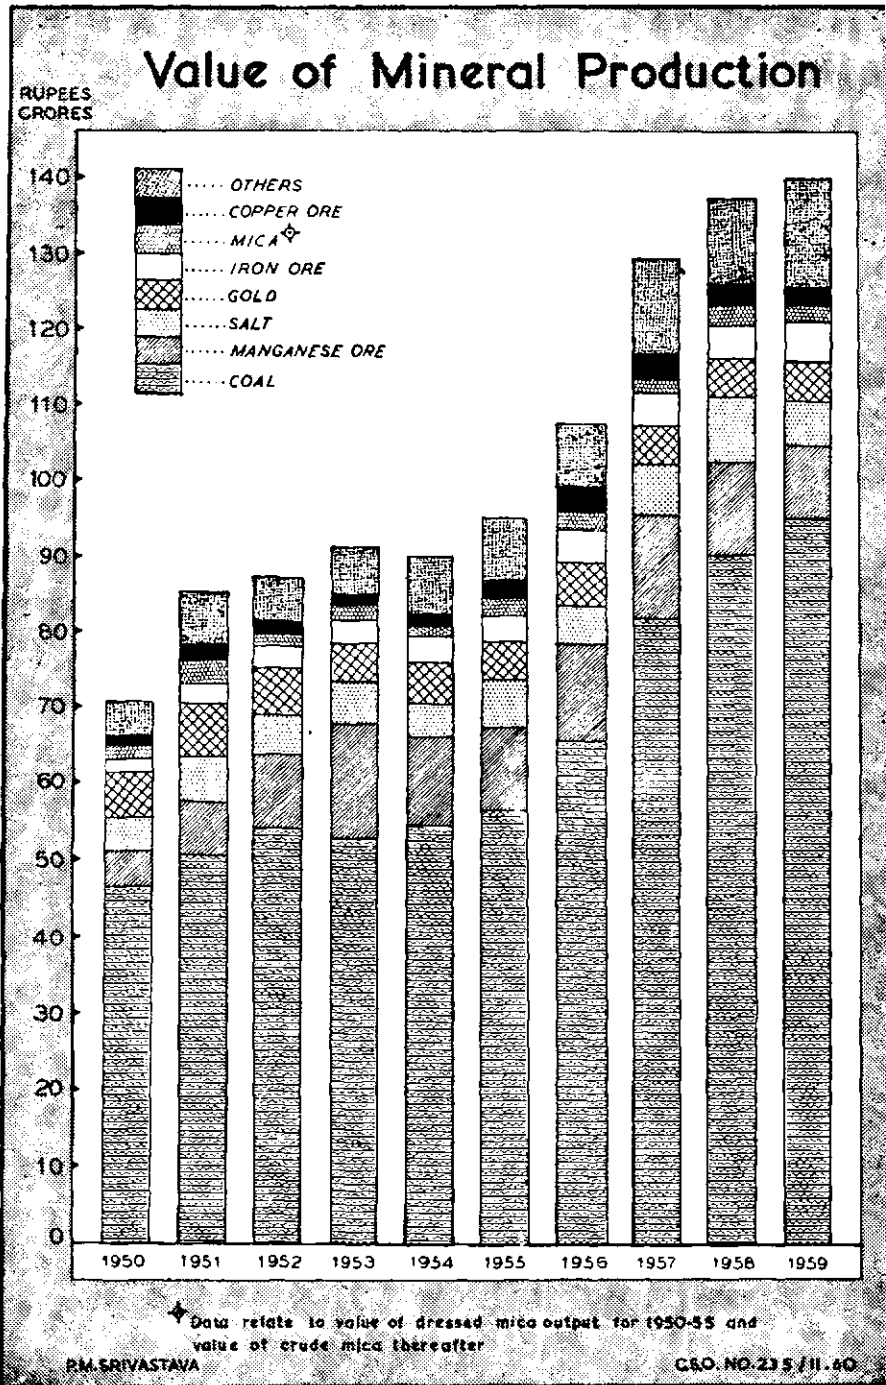 Value of Mineral Production
RUPEES
CRORES
140
130
120
110
100
90
80
70
60
50
40
30
20
10
0
..... OTHERS
..... COPPER ORE
..... MICA
..... IRON ORE
..... GOLD
..... SALT
..... MANGANESE ORE
..... COAL
1950 1951 1952 1953 1954 1955 1956 1957 1958 1959
Data relate to value of dressed mica output for 1950-55 and
value of crude mica thereafter
P.M. SRIVASTAVA C.S.O. NO. 235/11.60